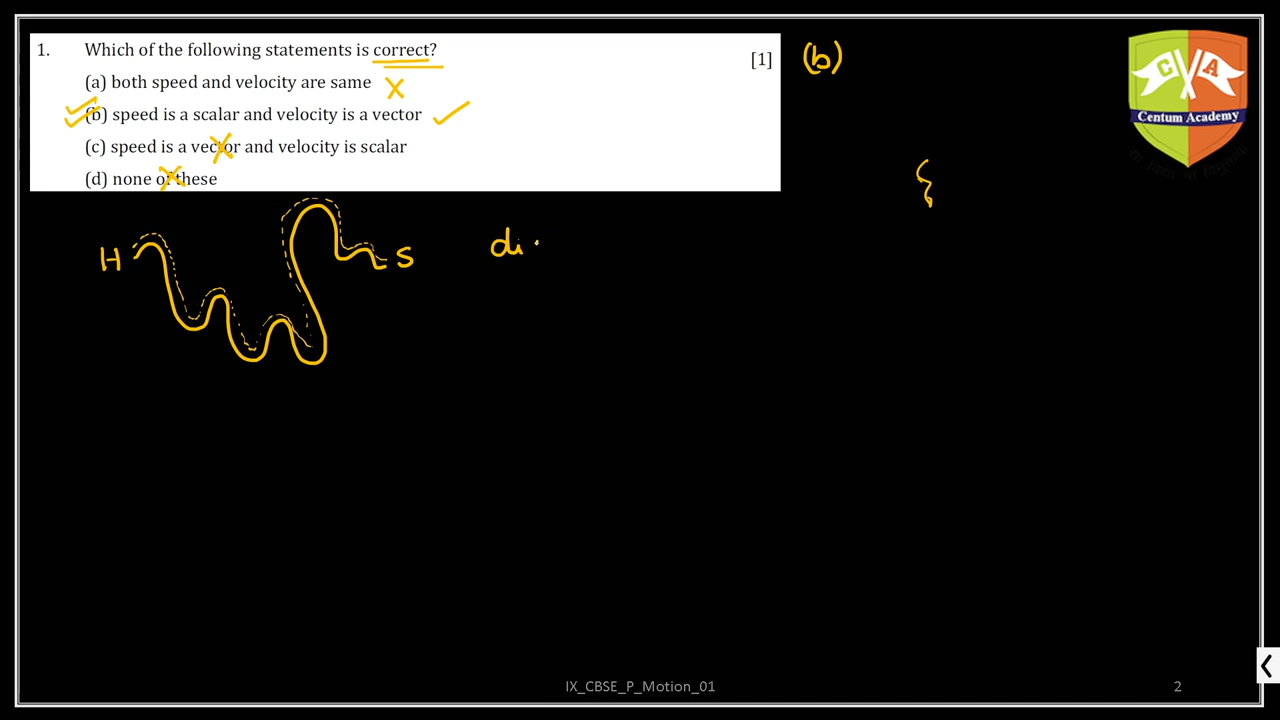 1. Which of the following statements is correct? [1]
(a) both speed and velocity are same
(b) speed is a scalar and velocity is a vector
(c) speed is a vector and velocity is scalar
(d) none of these
(b)
C A
Centum Academy
H
S
di
IX_CBSE_P_Motion_01
2